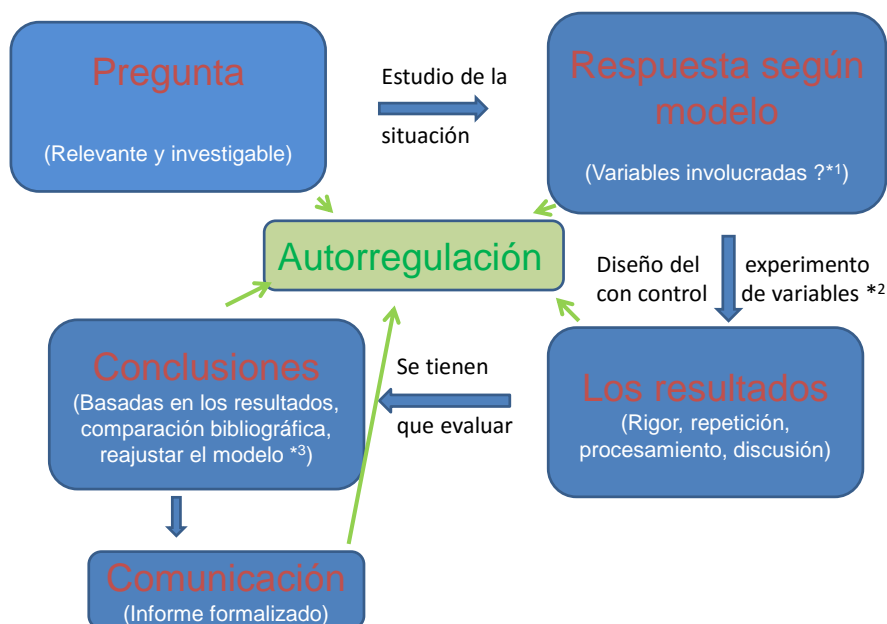 Pregunta
(Relevante y investigable)
Estudio de la
situación
Respuesta según
modelo
(Variables involucradas ?*¹)
Autorregulación
Diseño del experimento
con control de variables *²
Conclusiones
(Basadas en los resultados,
comparación bibliográfica,
reajustar el modelo *³)
Se tienen
que evaluar
Los resultados
(Rigor, repetición,
procesamiento, discusión)
Comunicación
(Informe formalizado)